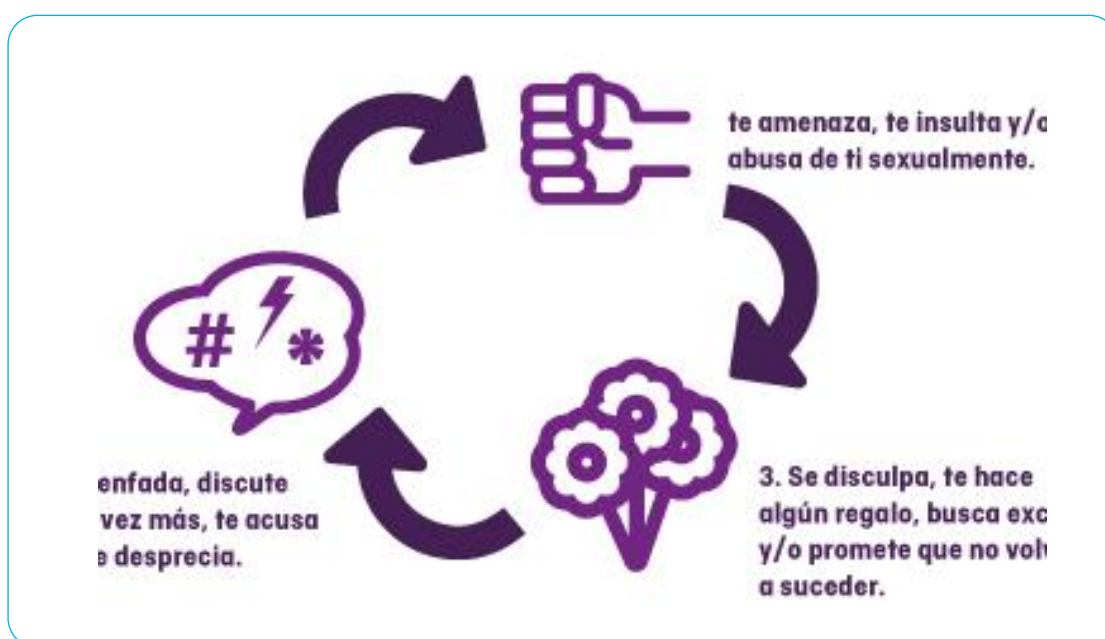 te amenaza, te insulta y/o
abusa de ti sexualmente.
# *
enfada, discute
vez más, te acusa
desprecia.
3. Se disculpa, te hace
algún regalo, busca
y/o promete que no
a suceder.